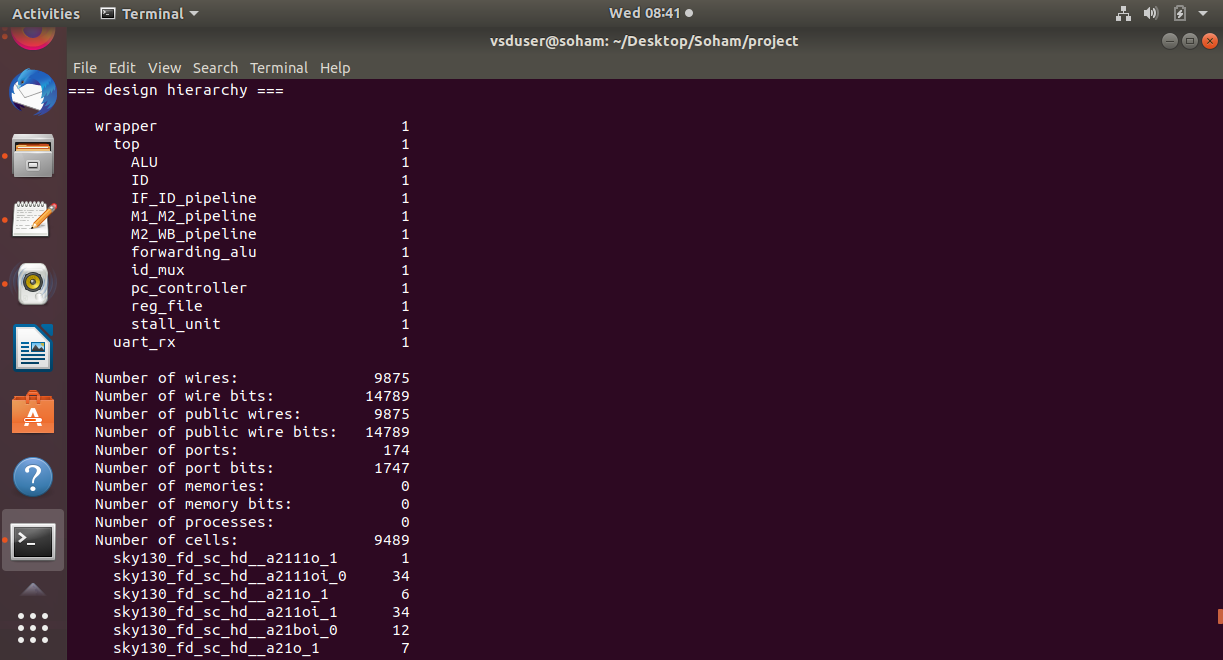 Activities Terminal Wed 08:41
vsduser@soham: ~/Desktop/Soham/project
File Edit View Search Terminal Help
=== design hierarchy ===
wrapper 1
top 1
ALU 1
ID 1
IF_ID_pipeline 1
M1_M2_pipeline 1
M2_WB_pipeline 1
forwarding_alu 1
id_mux 1
pc_controller 1
reg_file 1
stall_unit 1
uart_rx 1
Number of wires: 9875
Number of wire bits: 14789
Number of public wires: 9875
Number of public wire bits: 14789
Number of ports: 174
Number of port bits: 1747
Number of memories: 0
Number of memory bits: 0
Number of processes: 0
Number of cells: 9489
sky130_fd_sc_hd__a2111o_1 1
sky130_fd_sc_hd__a2111oi_0 34
sky130_fd_sc_hd__a211o_1 6
sky130_fd_sc_hd__a211oi_1 34
sky130_fd_sc_hd__a21boi_0 12
sky130_fd_sc_hd__a21o_1 7